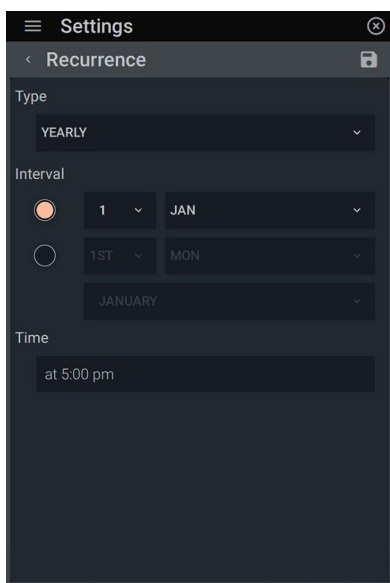 Settings
Recurrence
Type
YEARLY
Interval
1 JAN
1ST MON
JANUARY
Time
at 5:00 pm